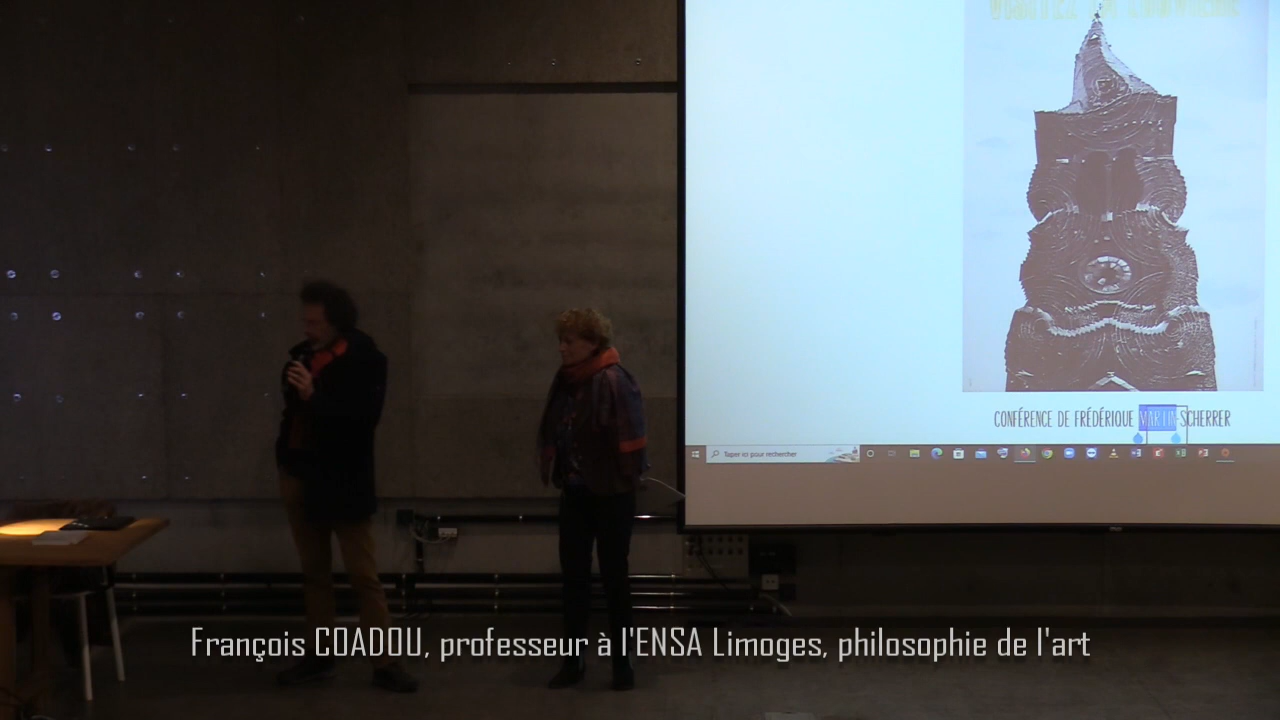 CONFÉRENCE DE FRÉDÉRIQUE MARTIN-SCHERRER
Taper ici pour rechercher
François COADOU, professeur à l'ENSA Limoges, philosophie de l'art